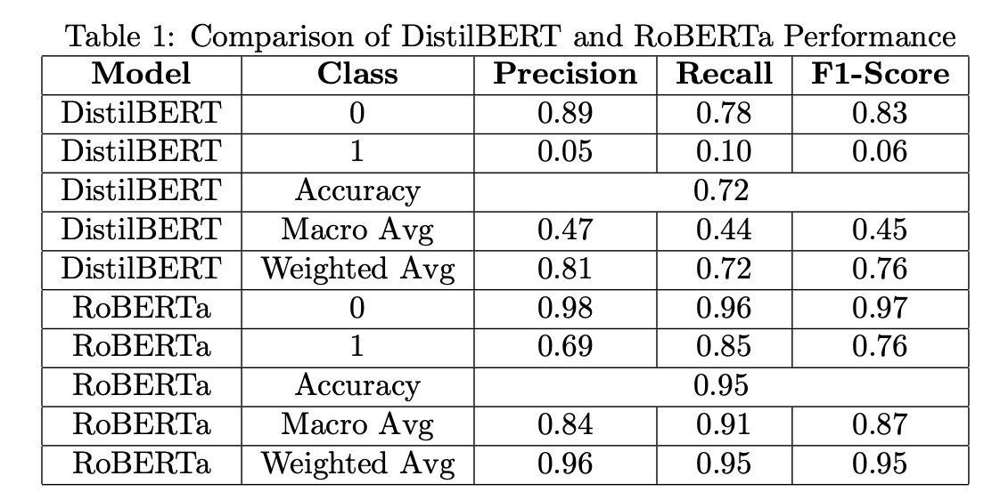 Table 1: Comparison of DistilBERT and RoBERTa Performance
Model Class Precision Recall F1-Score
DistilBERT 0 0.89 0.78 0.83
DistilBERT 1 0.05 0.10 0.06
DistilBERT Accuracy 0.72
DistilBERT Macro Avg 0.47 0.44 0.45
DistilBERT Weighted Avg 0.81 0.72 0.76
RoBERTa 0 0.98 0.96 0.97
RoBERTa 1 0.69 0.85 0.76
RoBERTa Accuracy 0.95
RoBERTa Macro Avg 0.84 0.91 0.87
RoBERTa Weighted Avg 0.96 0.95 0.95